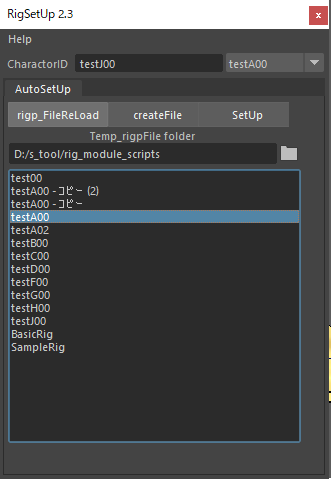 RigSetUp 2.3
x
Help
CharactorID testJ00 testA00
AutoSetUp
rigp_FileReLoad createFile SetUp
Temp_rigpFile folder
D:/s_tool/rig_module_scripts
test00
testA00 - コピー (2)
testA00 - コピー
testA00
testA02
testB00
testC00
testD00
testF00
testG00
testH00
testJ00
BasicRig
SampleRig